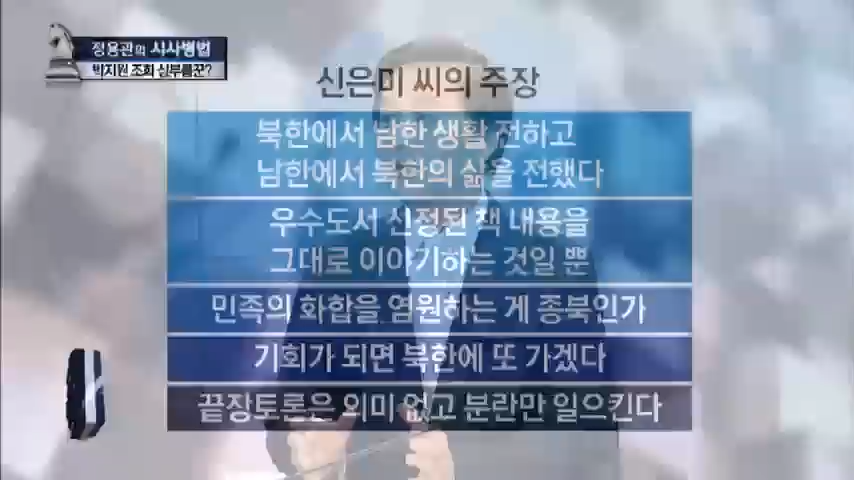 정용관의 시사병법
박지원 조회 심부름꾼?
신은미 씨의 주장
북한에서 남한 생활 전하고
남한에서 북한의 삶을 전했다
우수도서 선정된 책 내용을
그대로 이야기하는 것일 뿐
민족의 화합을 염원하는 게 종북인가
기회가 되면 북한에 또 가겠다
끝장토론은 의미 없고 분란만 일으킨다